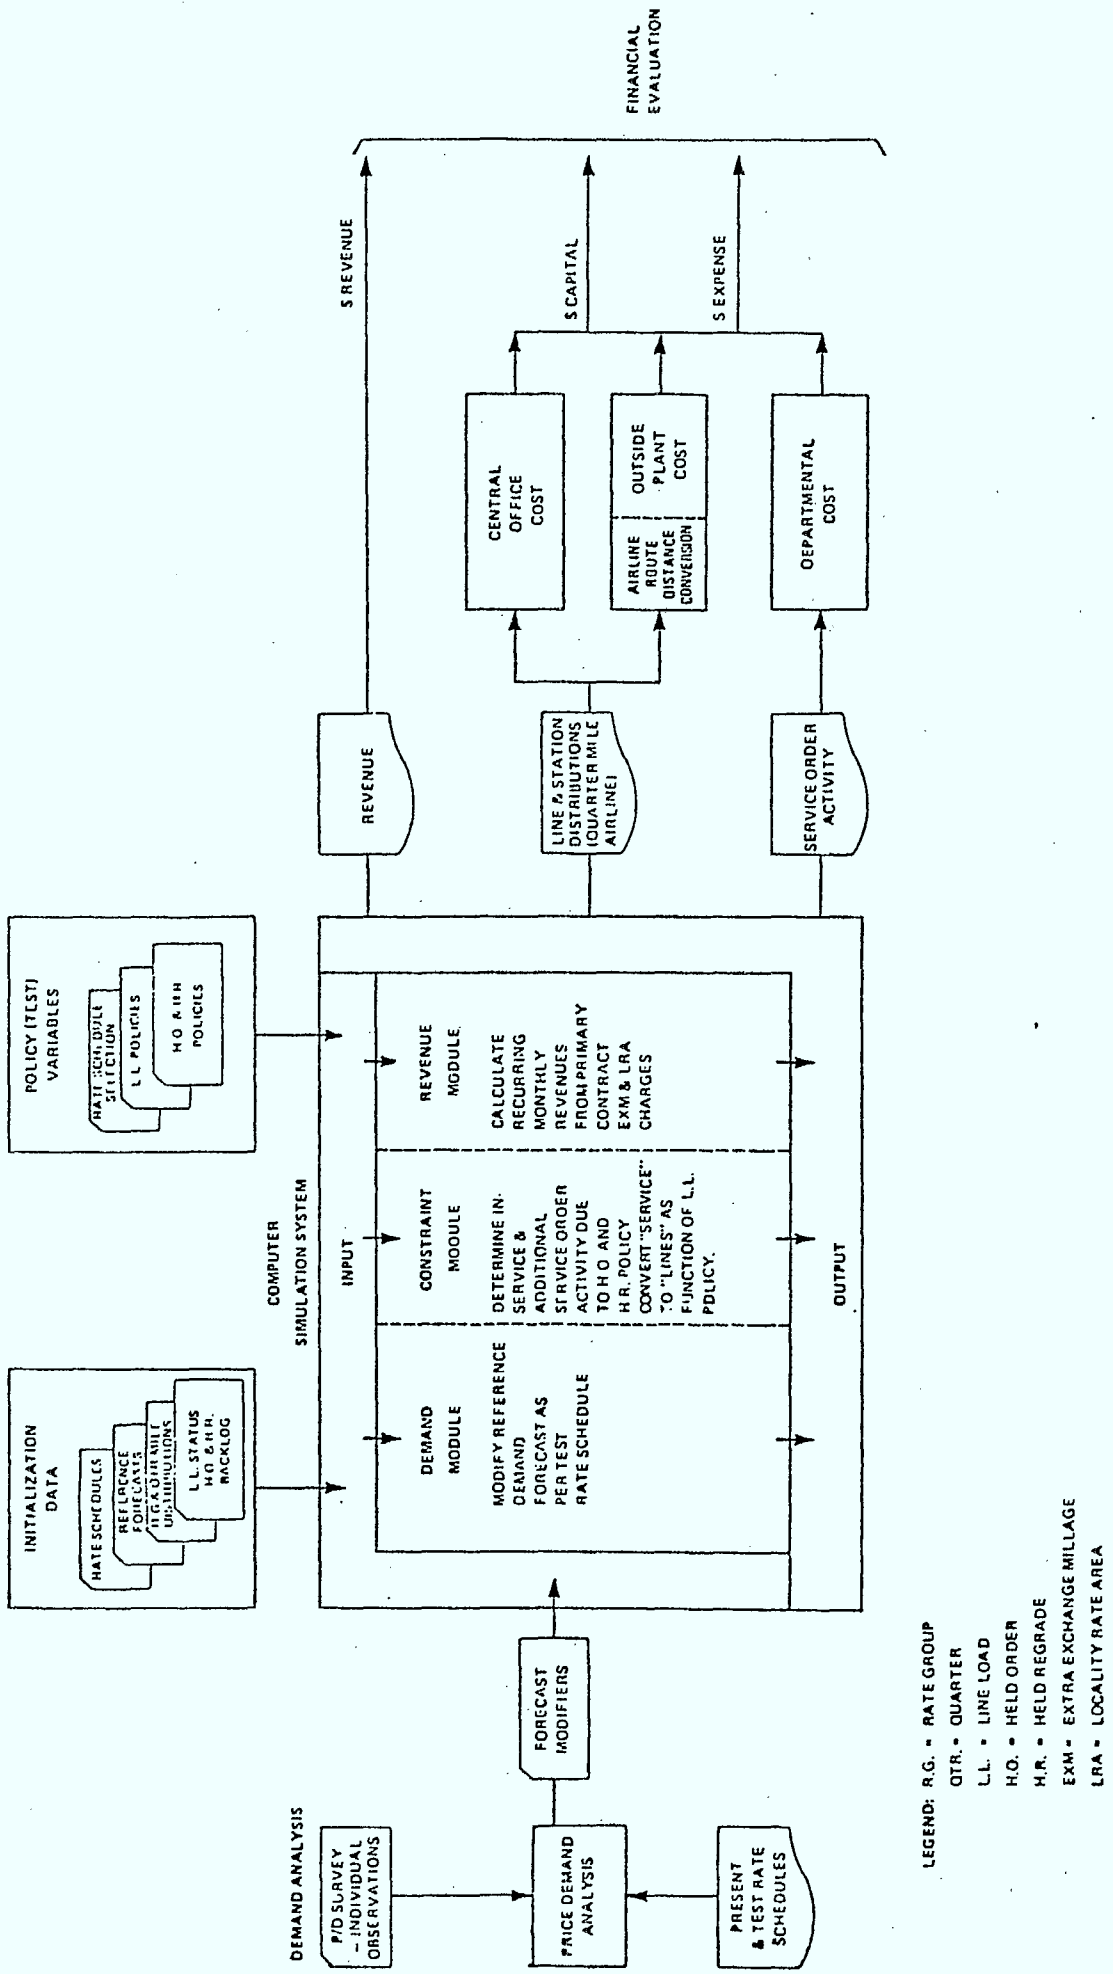 DEMAND ANALYSIS
P/D SURVEY
– INDIVIDUAL
OBSERVATIONS
PRICE DEMAND
ANALYSIS
PRESENT
& TEST RATE
SCHEDULES
FORECAST
MODIFIERS
INITIALIZATION
DATA
RATE SCHEDULES
REFERENCE
FORECASTS
DISTRIBUTIONS
L.L. STATUS
H.O. & H.R.
BACKLOG
POLICY (TEST)
VARIABLES
RATE SCHEDULE
SELECTION
L.L. POLICIES
H.O. & H.R.
POLICIES
COMPUTER
SIMULATION SYSTEM
INPUT
DEMAND
MODULE
MODIFY REFERENCE
DEMAND
FORECAST AS
PER TEST
RATE SCHEDULE
CONSTRAINT
MODULE
DETERMINE IN-
SERVICE &
ADDITIONAL
SERVICE ORDER
ACTIVITY DUE
TO H O AND
H R. POLICY
CONVERT "SERVICE"
TO "LINES" AS
FUNCTION OF L.L.
POLICY.
REVENUE
MODULE
CALCULATE
RECURRING
MONTHLY
REVENUES
FROM PRIMARY
CONTRACT
EXM & LRA
CHARGES
OUTPUT
REVENUE
LINE & STATION
DISTRIBUTIONS
(QUARTER MILE
AIRLINE)
SERVICE ORDER
ACTIVITY
CENTRAL
OFFICE
COST
AIRLINE
ROUTE
DISTANCE
CONVERSION
OUTSIDE
PLANT
COST
DEPARTMENTAL
COST
$ REVENUE
$ CAPITAL
$ EXPENSE
FINANCIAL
EVALUATION
LEGEND: R.G. = RATE GROUP
QTR. = QUARTER
L.L. = LINE LOAD
H.O. = HELD ORDER
H.R. = HELD REGRADE
EXM = EXTRA EXCHANGE MILLAGE
LRA = LOCALITY RATE AREA